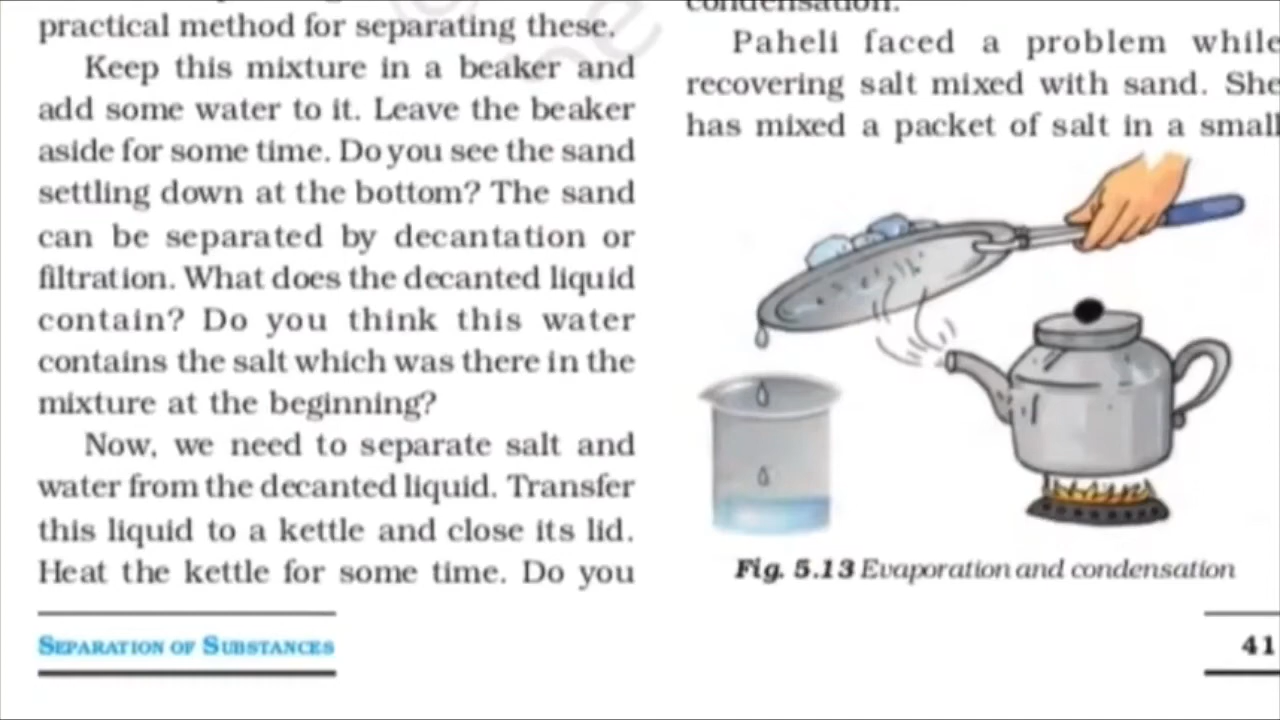 practical method for separating these.
Keep this mixture in a beaker and
add some water to it. Leave the beaker
aside for some time. Do you see the sand
settling down at the bottom? The sand
can be separated by decantation or
filtration. What does the decanted liquid
contain? Do you think this water
contains the salt which was there in the
mixture at the beginning?
Now, we need to separate salt and
water from the decanted liquid. Transfer
this liquid to a kettle and close its lid.
Heat the kettle for some time. Do you
condensation.
Paheli faced a problem while
recovering salt mixed with sand. She
has mixed a packet of salt in a small
Fig. 5.13 Evaporation and condensation
SEPARATION OF SUBSTANCES
41